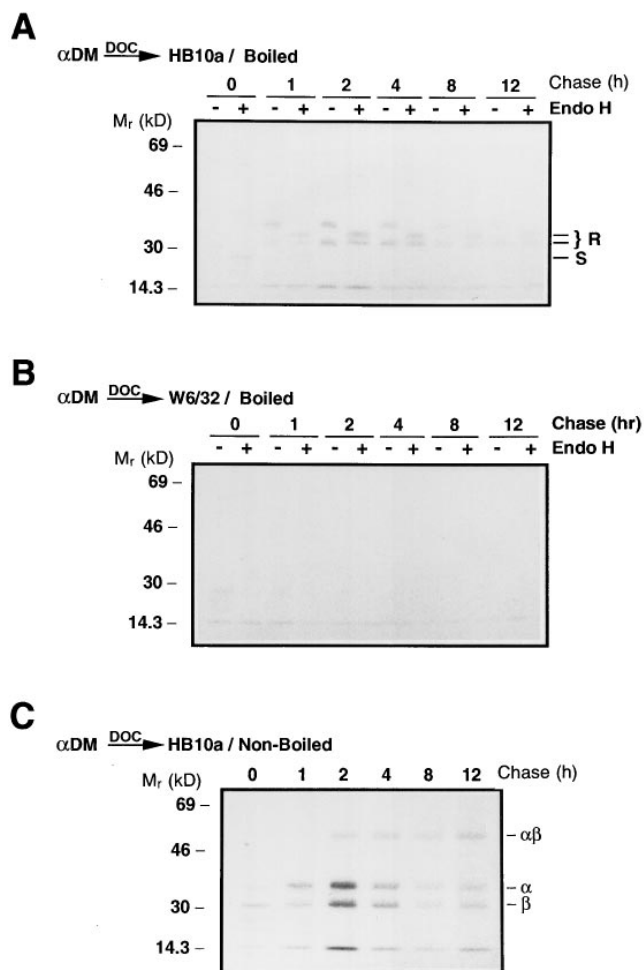 A
αDM DOC HB10a / Boiled
0 1 2 4 8 12 Chase (h)
- + - + - + - + - + - + Endo H
Mr (kD)
69 –
46 –
30 –
14.3 –
} R
S
B
αDM DOC W6/32 / Boiled
0 1 2 4 8 12 Chase (hr)
- + - + - + - + - + - + Endo H
Mr (kD)
69 –
46 –
30 –
14.3 –
C
αDM DOC HB10a / Non-Boiled
0 1 2 4 8 12 Chase (h)
Mr (kD)
69 –
46 –
30 –
14.3 –
– αβ
– α
– β